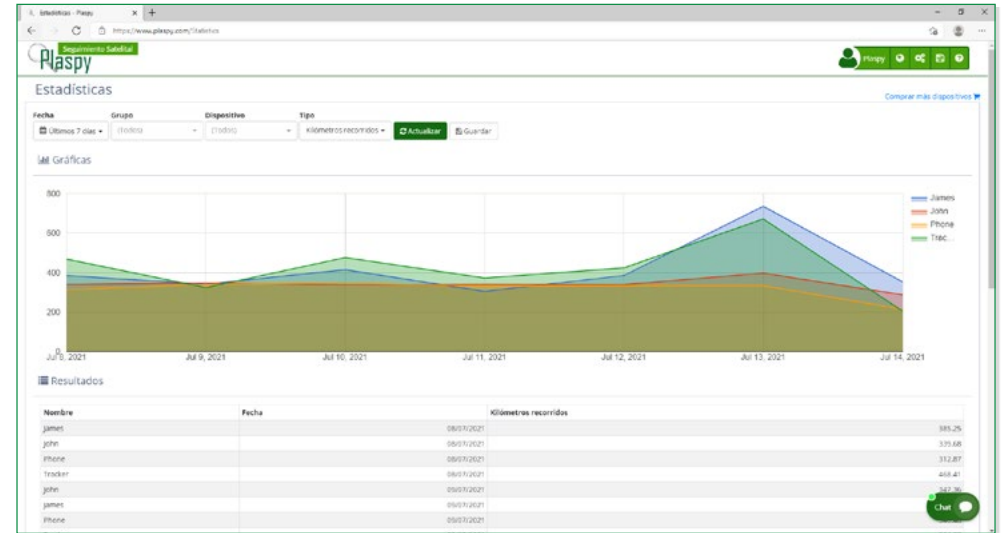 Estadísticas - Plaspy
https://www.plaspy.com/Statistics
Seguimiento Satelital
Plaspy
Plaspy
Estadísticas
Comprar más dispositivos
Fecha Grupo Dispositivo Tipo
Últimos 7 días (Todos) (Todos) Kilómetros recorridos Actualizar Guardar
Gráficas
800
600
400
200
0
James
John
Phone
Trac...
Jul 8, 2021 Jul 9, 2021 Jul 10, 2021 Jul 11, 2021 Jul 12, 2021 Jul 13, 2021 Jul 14, 2021
Resultados
Nombre Fecha Kilómetros recorridos
James 08/07/2021 385.25
John 08/07/2021 335.68
Phone 08/07/2021 312.87
Tracker 08/07/2021 468.41
John 09/07/2021 347.36
James 09/07/2021
Phone 09/07/2021
Chat